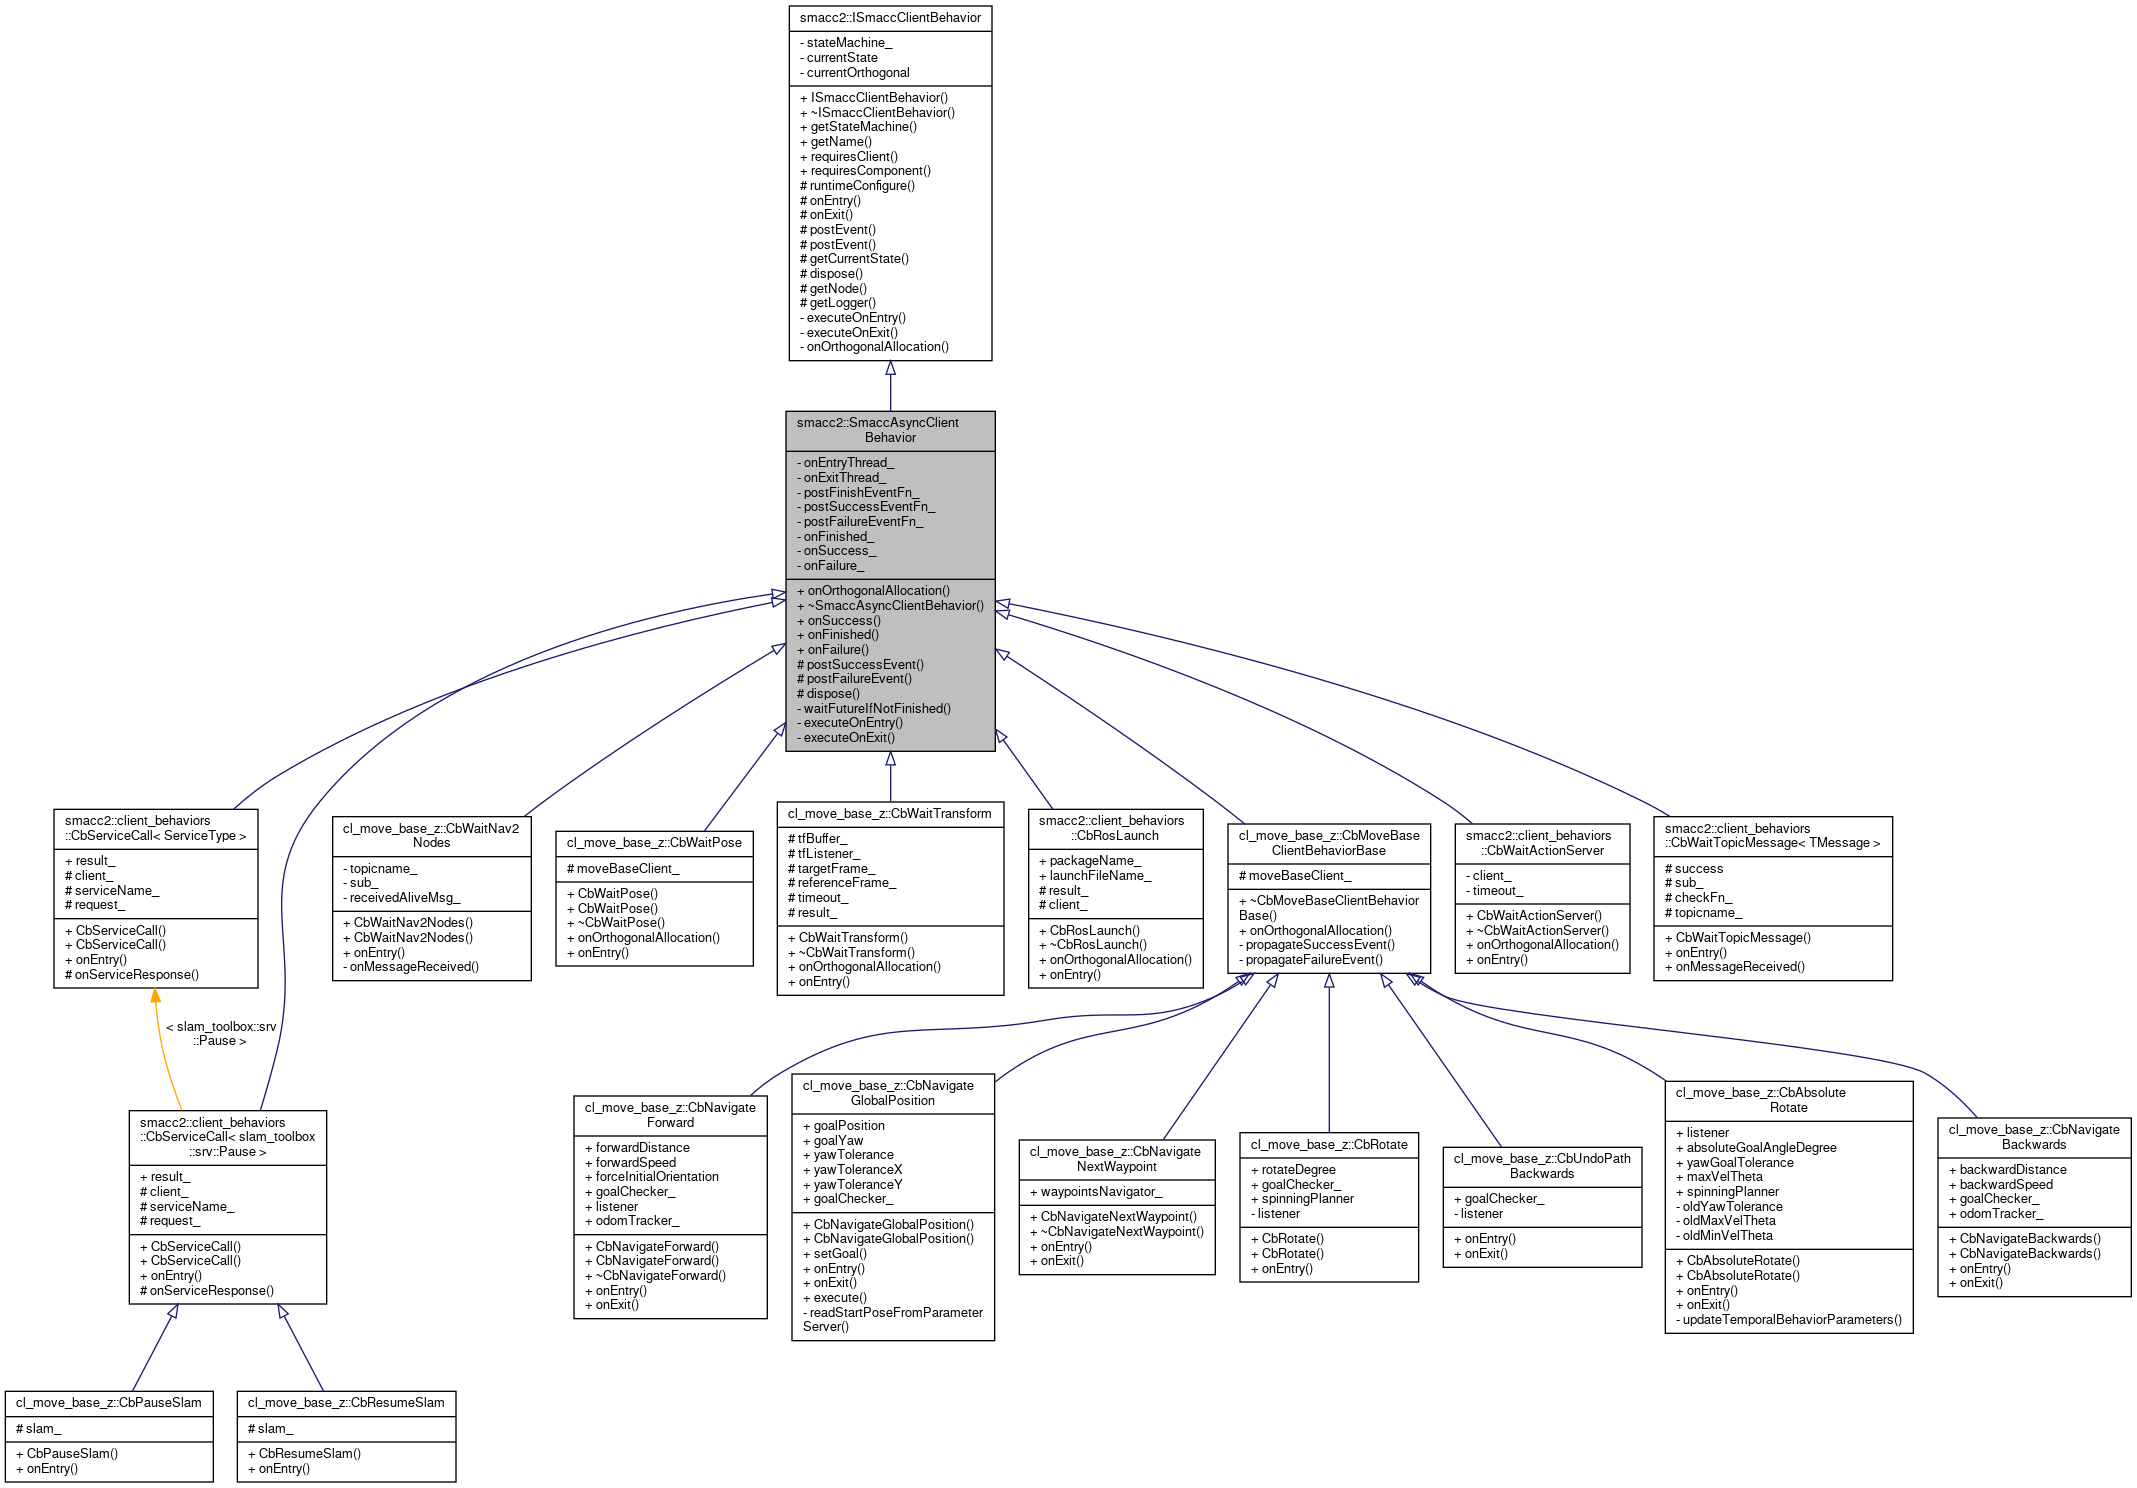 smacc2::ISmaccClientBehavior
- stateMachine_
- currentState
- currentOrthogonal
+ ISmaccClientBehavior()
+ ~ISmaccClientBehavior()
+ getStateMachine()
+ getName()
+ requiresClient()
+ requiresComponent()
# runtimeConfigure()
# onEntry()
# onExit()
# postEvent()
# postEvent()
# getCurrentState()
# dispose()
# getNode()
# getLogger()
- executeOnEntry()
- executeOnExit()
- onOrthogonalAllocation()
smacc2::SmaccAsyncClient
Behavior
- onEntryThread_
- onExitThread_
- postFinishEventFn_
- postSuccessEventFn_
- postFailureEventFn_
- onFinished_
- onSuccess_
- onFailure_
+ onOrthogonalAllocation()
+ ~SmaccAsyncClientBehavior()
+ onSuccess()
+ onFinished()
+ onFailure()
# postSuccessEvent()
# postFailureEvent()
# dispose()
- waitFutureIfNotFinished()
- executeOnEntry()
- executeOnExit()
smacc2::client_behaviors
::CbServiceCall< ServiceType >
+ result_
# client_
# serviceName_
# request_
+ CbServiceCall()
+ CbServiceCall()
+ onEntry()
# onServiceResponse()
cl_move_base_z::CbWaitNav2
Nodes
- topicname_
- sub_
- receivedAliveMsg_
+ CbWaitNav2Nodes()
+ CbWaitNav2Nodes()
+ onEntry()
- onMessageReceived()
cl_move_base_z::CbWaitPose
# moveBaseClient_
+ CbWaitPose()
+ CbWaitPose()
+ ~CbWaitPose()
+ onOrthogonalAllocation()
+ onEntry()
cl_move_base_z::CbWaitTransform
# tfBuffer_
# tfListener_
# targetFrame_
# referenceFrame_
# timeout_
# result_
+ CbWaitTransform()
+ ~CbWaitTransform()
+ onOrthogonalAllocation()
+ onEntry()
smacc2::client_behaviors
::CbRosLaunch
+ packageName_
+ launchFileName_
# result_
# client_
+ CbRosLaunch()
+ ~CbRosLaunch()
+ onOrthogonalAllocation()
+ onEntry()
cl_move_base_z::CbMoveBase
ClientBehaviorBase
# moveBaseClient_
+ ~CbMoveBaseClientBehavior
Base()
+ onOrthogonalAllocation()
- propagateSuccessEvent()
- propagateFailureEvent()
smacc2::client_behaviors
::CbWaitActionServer
- client_
- timeout_
+ CbWaitActionServer()
+ ~CbWaitActionServer()
+ onOrthogonalAllocation()
+ onEntry()
smacc2::client_behaviors
::CbWaitTopicMessage< TMessage >
# success
# sub_
# checkFn_
# topicname_
+ CbWaitTopicMessage()
+ onEntry()
+ onMessageReceived()
< slam_toolbox::srv
::Pause >
smacc2::client_behaviors
::CbServiceCall< slam_toolbox
::srv::Pause >
+ result_
# client_
# serviceName_
# request_
+ CbServiceCall()
+ CbServiceCall()
+ onEntry()
# onServiceResponse()
cl_move_base_z::CbNavigate
Forward
+ forwardDistance
+ forwardSpeed
+ forceInitialOrientation
+ goalChecker_
+ listener
+ odomTracker_
+ CbNavigateForward()
+ CbNavigateForward()
+ ~CbNavigateForward()
+ onEntry()
+ onExit()
cl_move_base_z::CbNavigate
GlobalPosition
+ goalPosition
+ goalYaw
+ yawTolerance
+ yawToleranceX
+ yawToleranceY
+ goalChecker_
+ CbNavigateGlobalPosition()
+ CbNavigateGlobalPosition()
+ setGoal()
+ onEntry()
+ onExit()
+ execute()
- readStartPoseFromParameter
Server()
cl_move_base_z::CbNavigate
NextWaypoint
+ waypointsNavigator_
+ CbNavigateNextWaypoint()
+ ~CbNavigateNextWaypoint()
+ onEntry()
+ onExit()
cl_move_base_z::CbRotate
+ rotateDegree
+ goalChecker_
+ spinningPlanner
- listener
+ CbRotate()
+ CbRotate()
+ onEntry()
cl_move_base_z::CbUndoPath
Backwards
+ goalChecker_
- listener
+ onEntry()
+ onExit()
cl_move_base_z::CbAbsolute
Rotate
+ listener
+ absoluteGoalAngleDegree
+ yawGoalTolerance
+ maxVelTheta
+ spinningPlanner
- oldYawTolerance
- oldMaxVelTheta
- oldMinVelTheta
+ CbAbsoluteRotate()
+ CbAbsoluteRotate()
+ onEntry()
+ onExit()
- updateTemporalBehaviorParameters()
cl_move_base_z::CbNavigate
Backwards
+ backwardDistance
+ backwardSpeed
+ goalChecker_
+ odomTracker_
+ CbNavigateBackwards()
+ CbNavigateBackwards()
+ onEntry()
+ onExit()
cl_move_base_z::CbPauseSlam
# slam_
+ CbPauseSlam()
+ onEntry()
cl_move_base_z::CbResumeSlam
# slam_
+ CbResumeSlam()
+ onEntry()